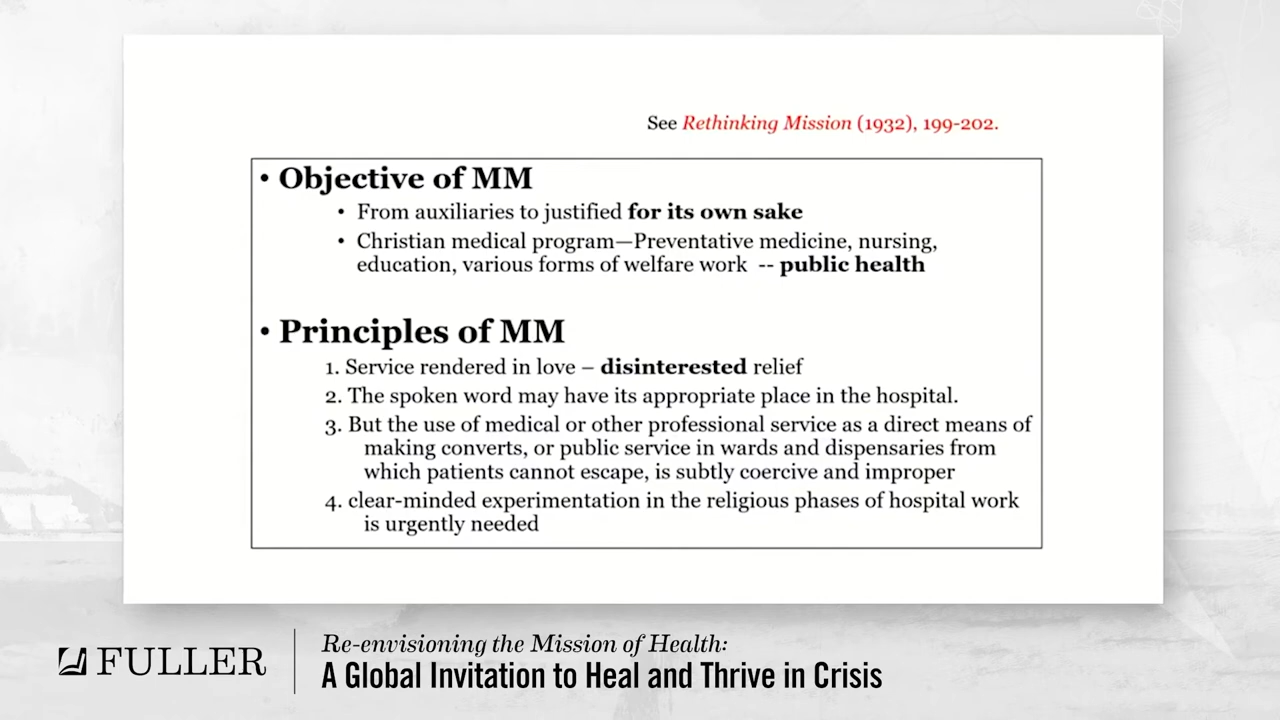 See Rethinking Mission (1932), 199-202.
• Objective of MM
• From auxiliaries to justified for its own sake
• Christian medical program—Preventative medicine, nursing,
education, various forms of welfare work -- public health
• Principles of MM
1. Service rendered in love – disinterested relief
2. The spoken word may have its appropriate place in the hospital.
3. But the use of medical or other professional service as a direct means of
making converts, or public service in wards and dispensaries from
which patients cannot escape, is subtly coercive and improper
4. clear-minded experimentation in the religious phases of hospital work
is urgently needed
FULLER
Re-envisioning the Mission of Health:
A Global Invitation to Heal and Thrive in Crisis